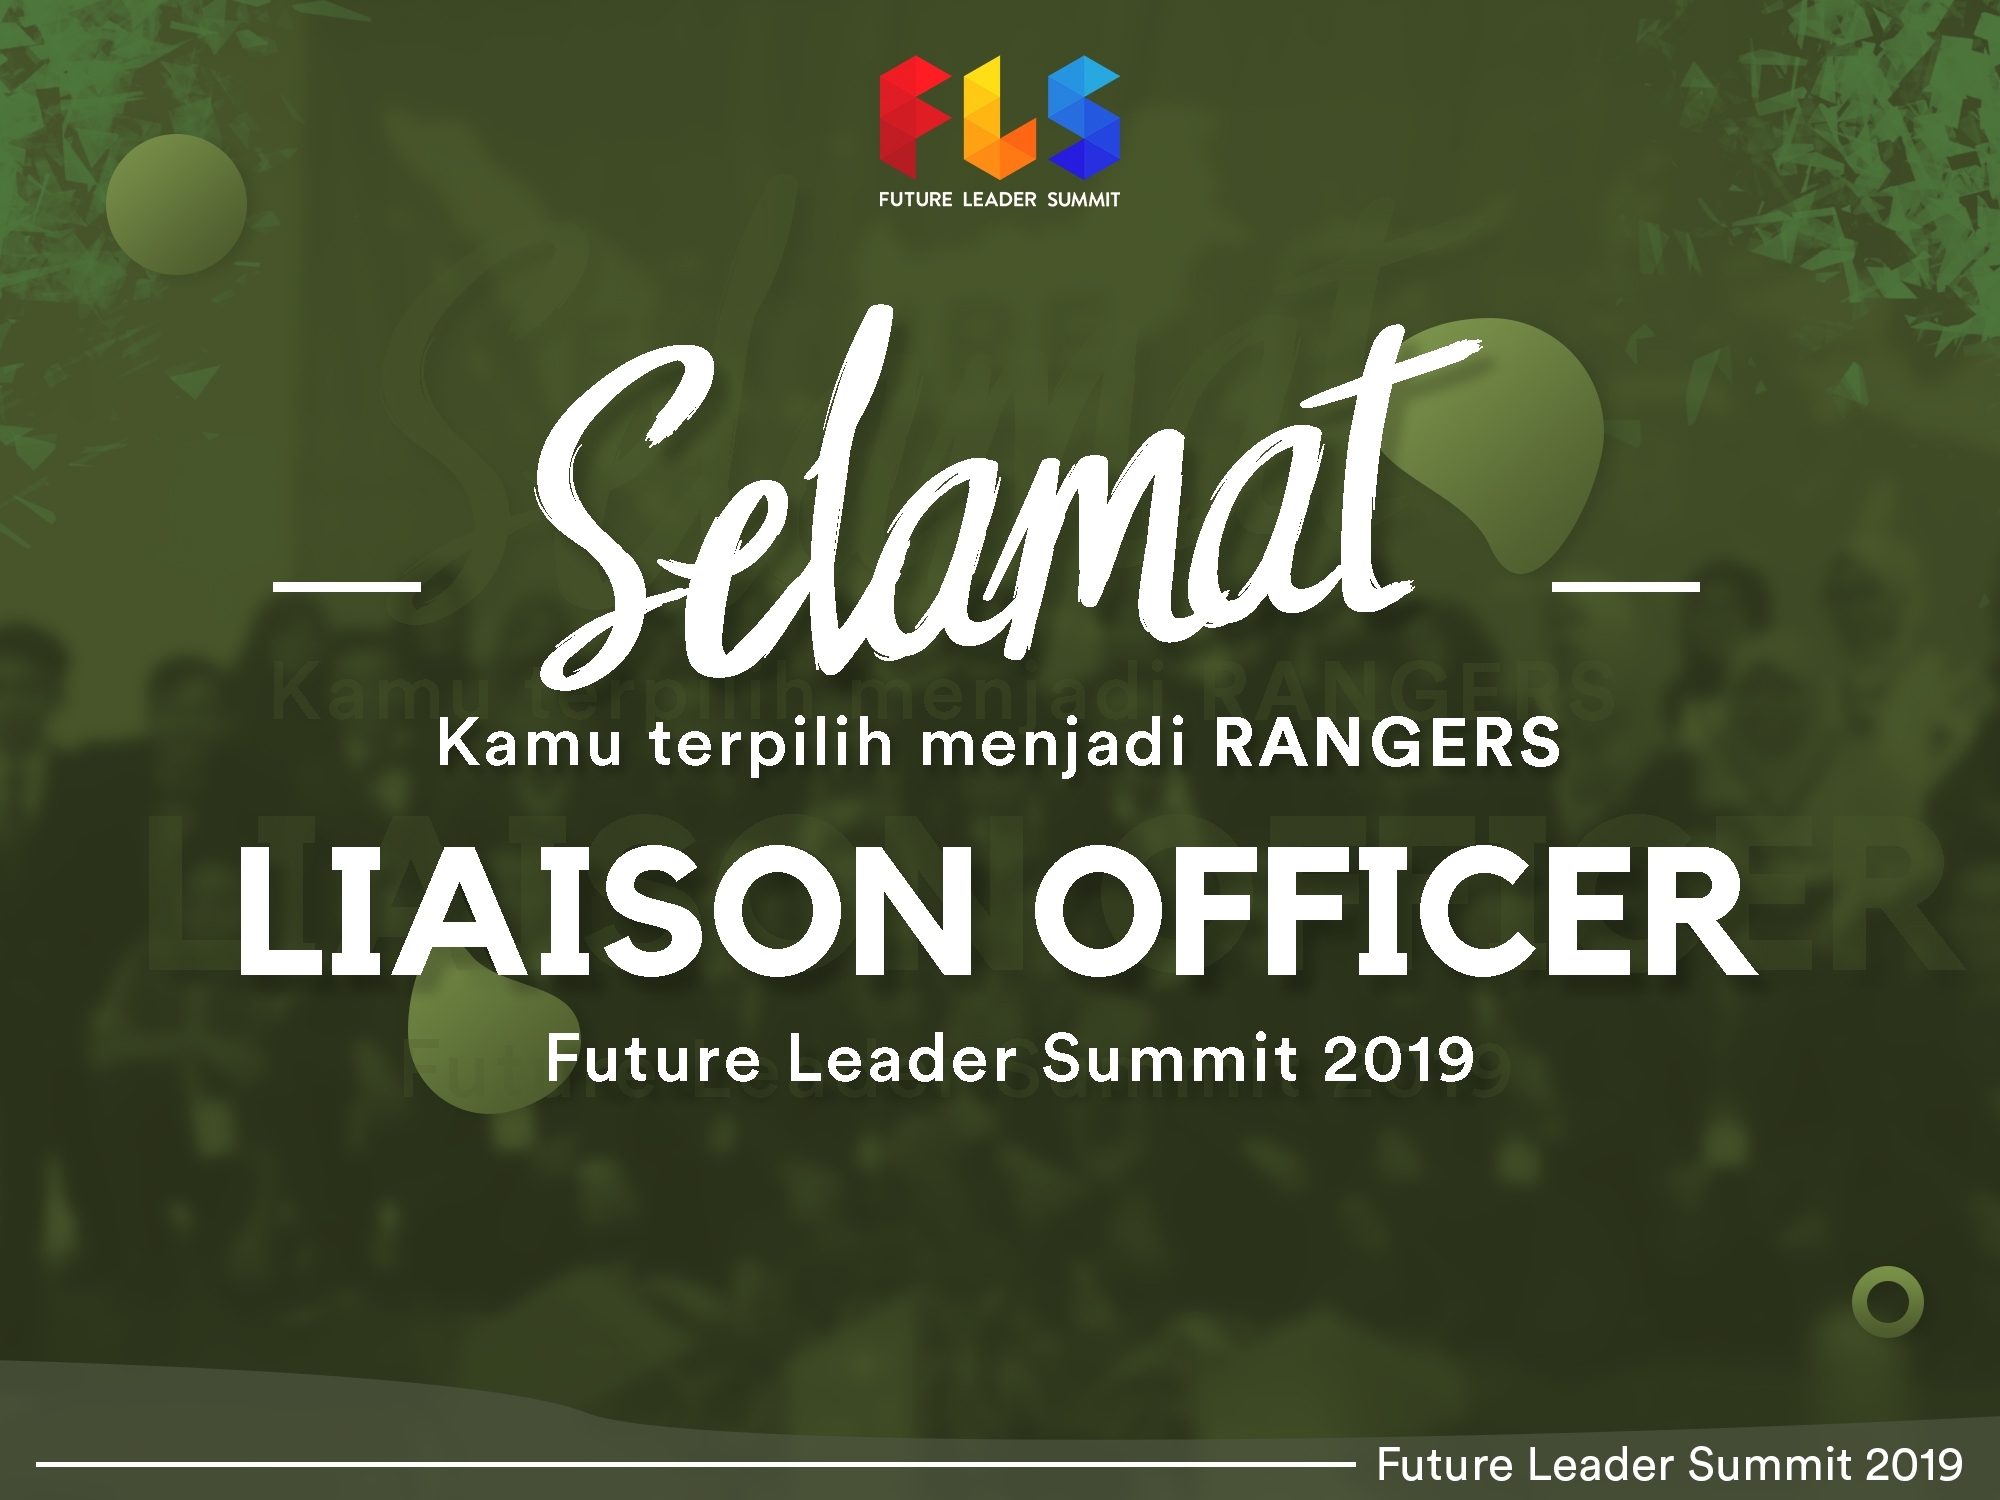 FLS
FUTURE LEADER SUMMIT
Selamat
Kamu terpilih menjadi RANGERS
LIAISON OFFICER
Future Leader Summit 2019
Future Leader Summit 2019